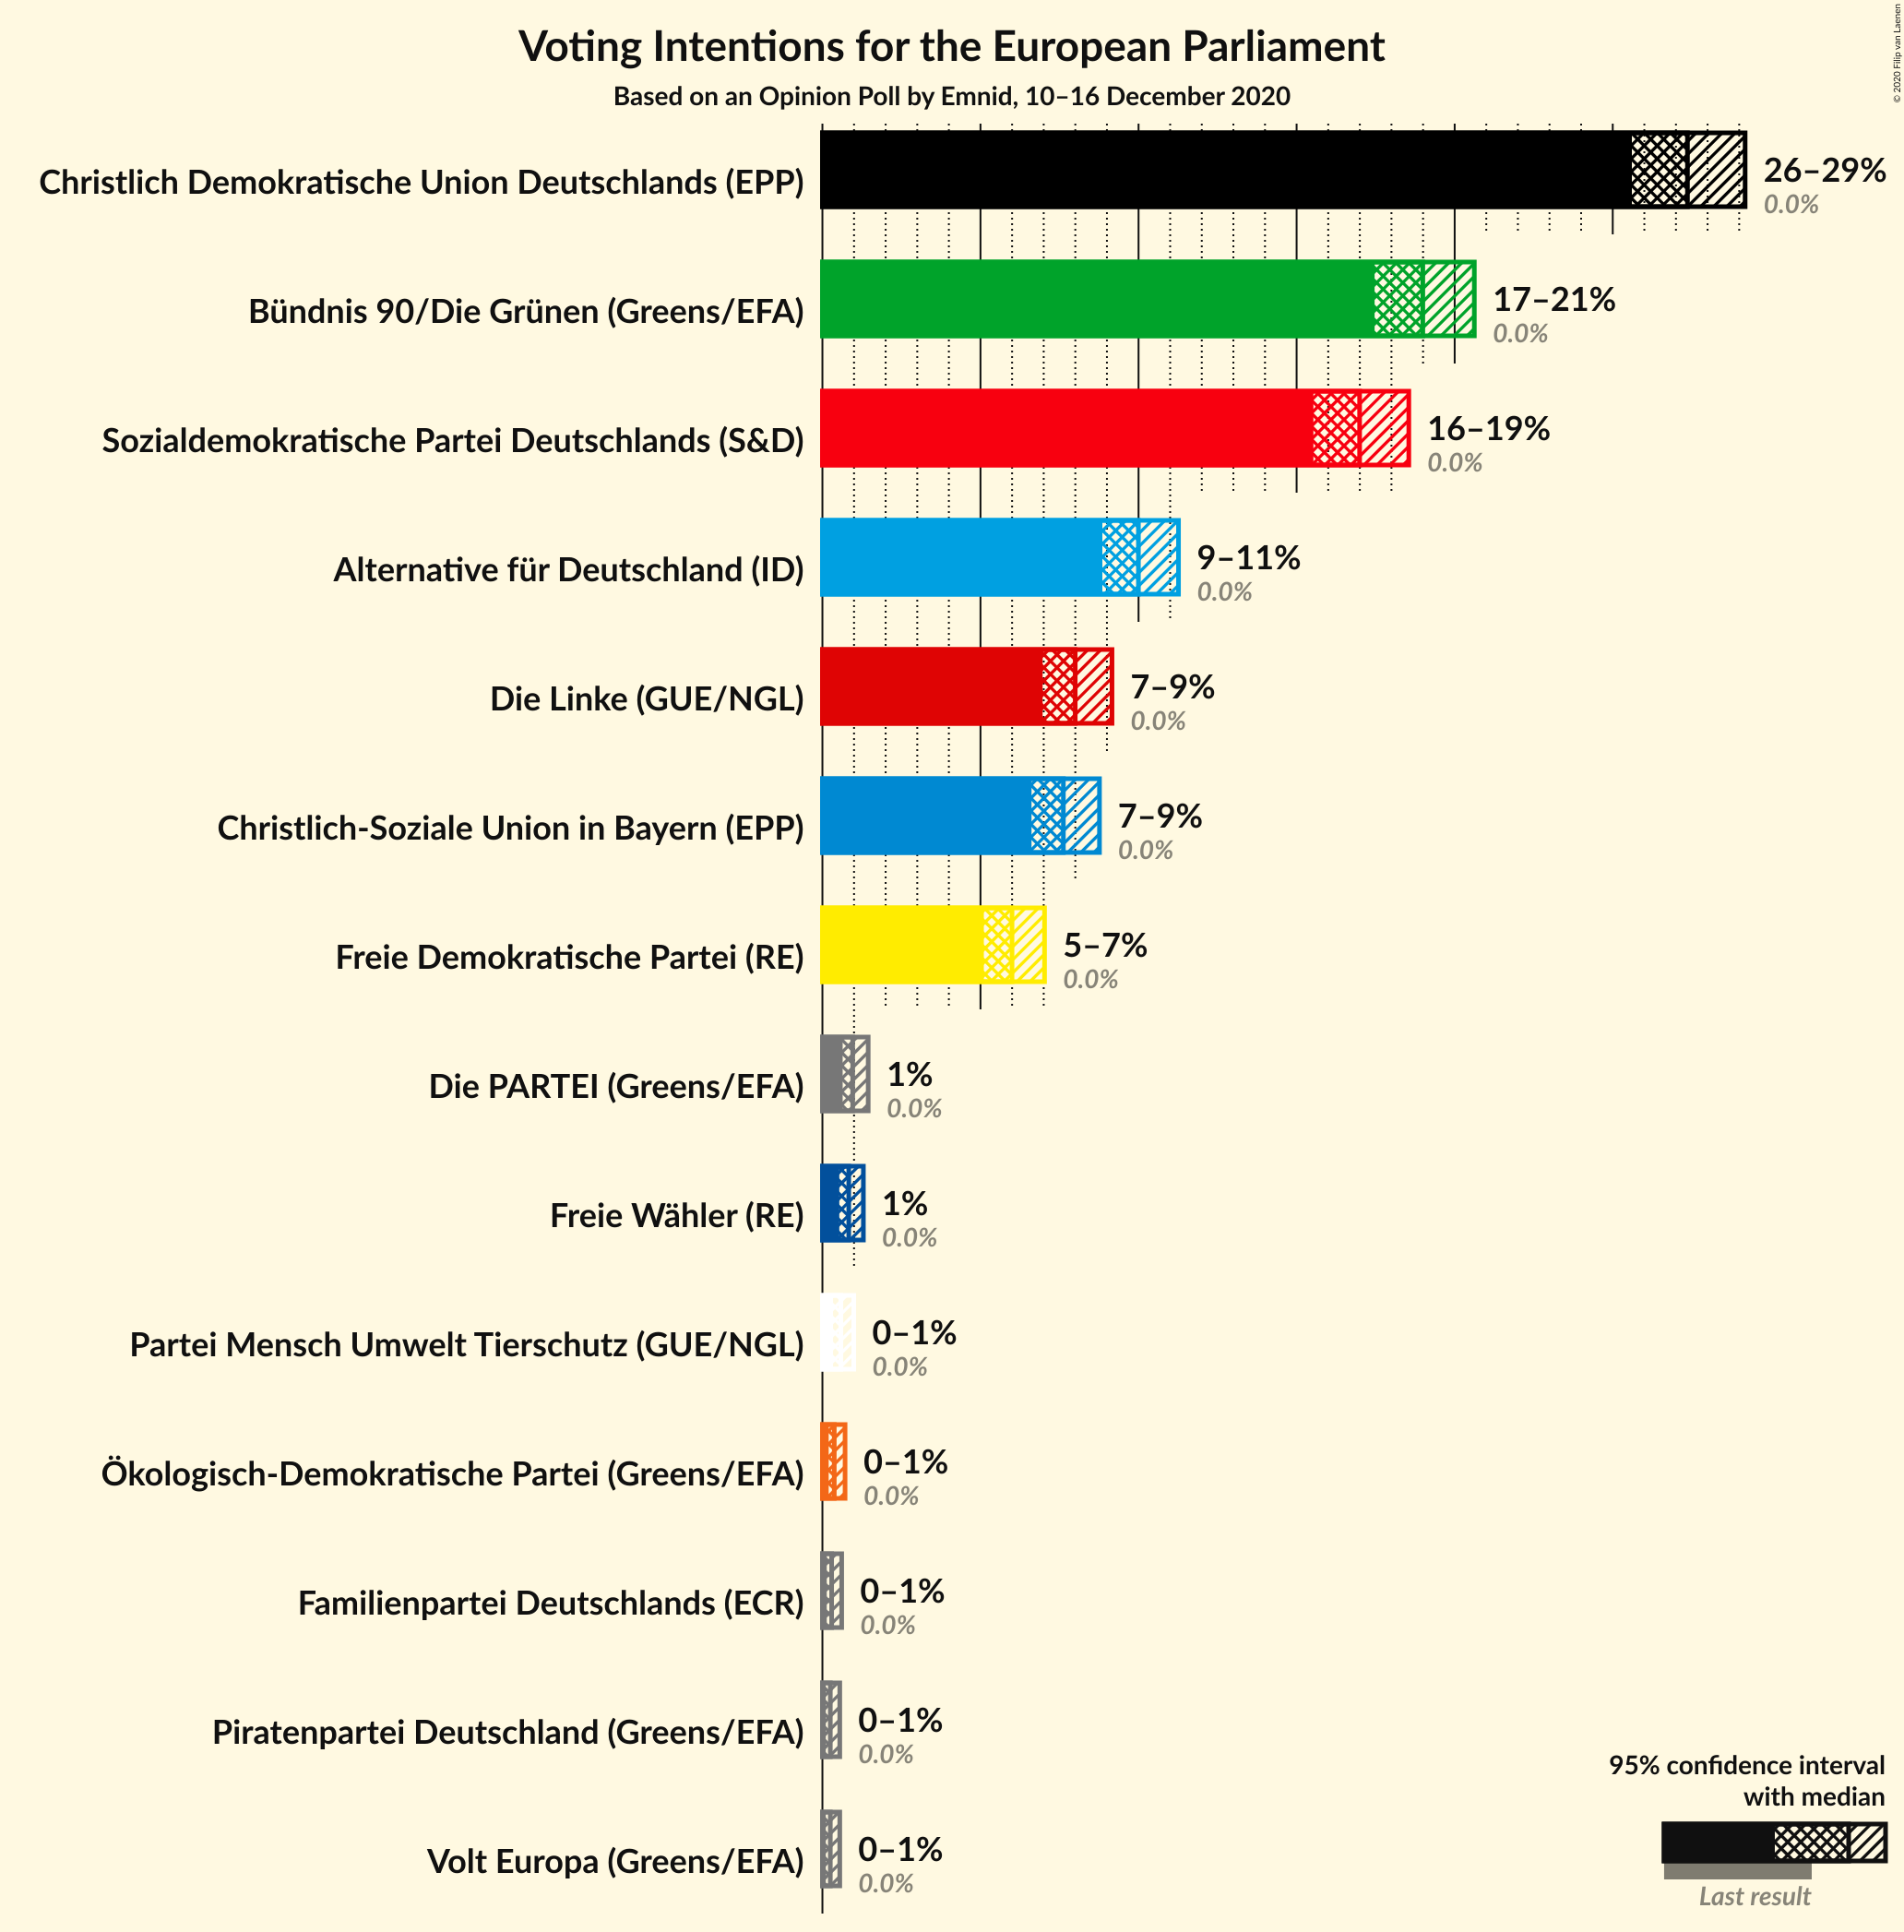 Voting Intentions for the European Parliament
Based on an Opinion Poll by Emnid, 10–16 December 2020
© 2020 Filip van Laenen
Christlich Demokratische Union Deutschlands (EPP)
26–29%
0.0%
Bündnis 90/Die Grünen (Greens/EFA)
17–21%
0.0%
Sozialdemokratische Partei Deutschlands (S&D)
16–19%
0.0%
Alternative für Deutschland (ID)
9–11%
0.0%
Die Linke (GUE/NGL)
7–9%
0.0%
Christlich-Soziale Union in Bayern (EPP)
7–9%
0.0%
Freie Demokratische Partei (RE)
5–7%
0.0%
Die PARTEI (Greens/EFA)
1%
0.0%
Freie Wähler (RE)
1%
0.0%
Partei Mensch Umwelt Tierschutz (GUE/NGL)
0–1%
0.0%
Ökologisch-Demokratische Partei (Greens/EFA)
0–1%
0.0%
Familienpartei Deutschlands (ECR)
0–1%
0.0%
Piratenpartei Deutschland (Greens/EFA)
0–1%
0.0%
Volt Europa (Greens/EFA)
0–1%
0.0%
95% confidence interval
with median
Last result